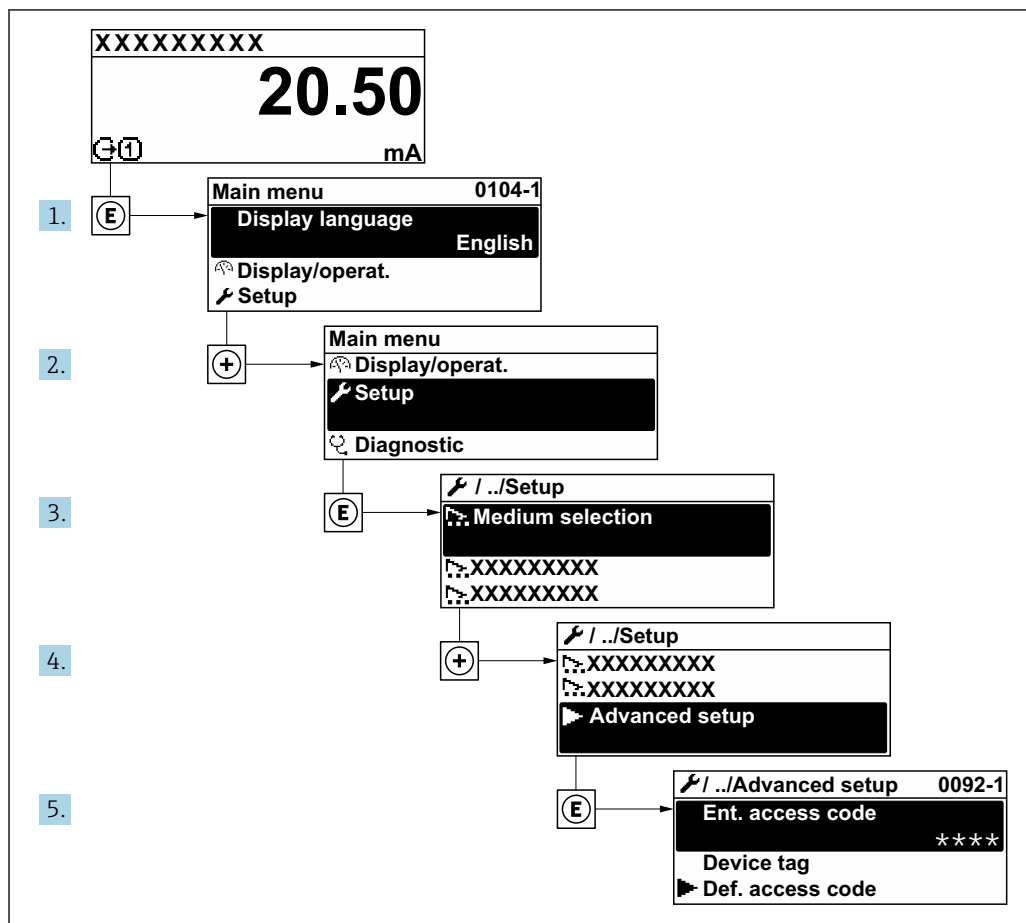 XXXXXXXXX
20.50
1 mA
1. E Main menu 0104-1
Display language
English
Display/operat.
Setup
2. + Main menu
Display/operat.
Setup
Diagnostic
3. E / ../Setup
Medium selection
XXXXXXXXX
XXXXXXXXX
4. + / ../Setup
XXXXXXXXX
XXXXXXXXX
Advanced setup
5. E / ../Advanced setup 0092-1
Ent. access code
****
Device tag
Def. access code